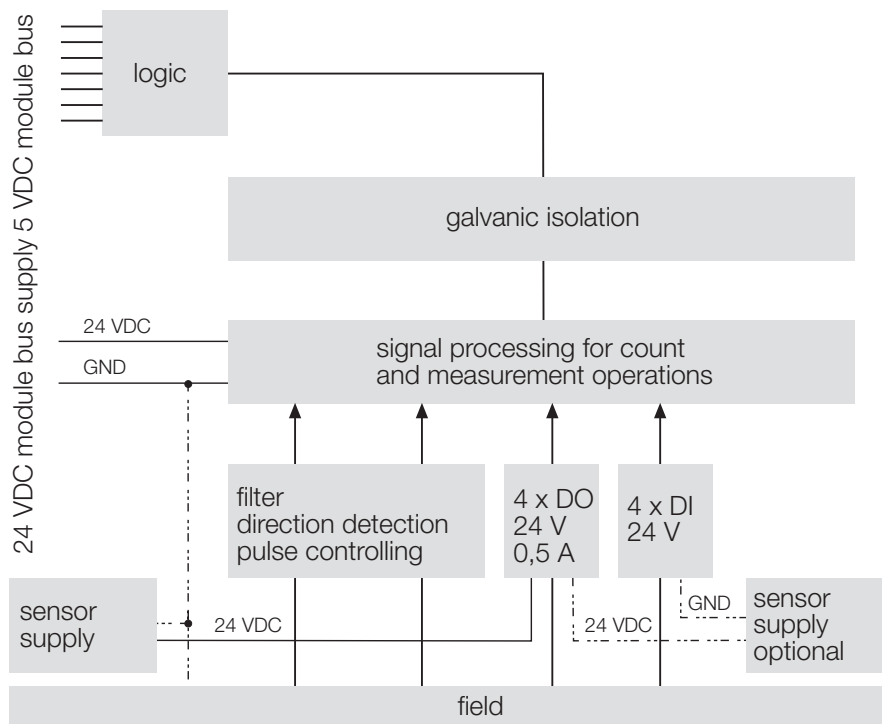 24 VDC module bus supply 5 VDC module bus
logic
galvanic isolation
24 VDC
GND
signal processing for count
and measurement operations
filter
direction detection
pulse controlling
4 x DO
24 V
0,5 A
4 x DI
24 V
sensor
supply
24 VDC
24 VDC
GND
sensor
supply
optional
field